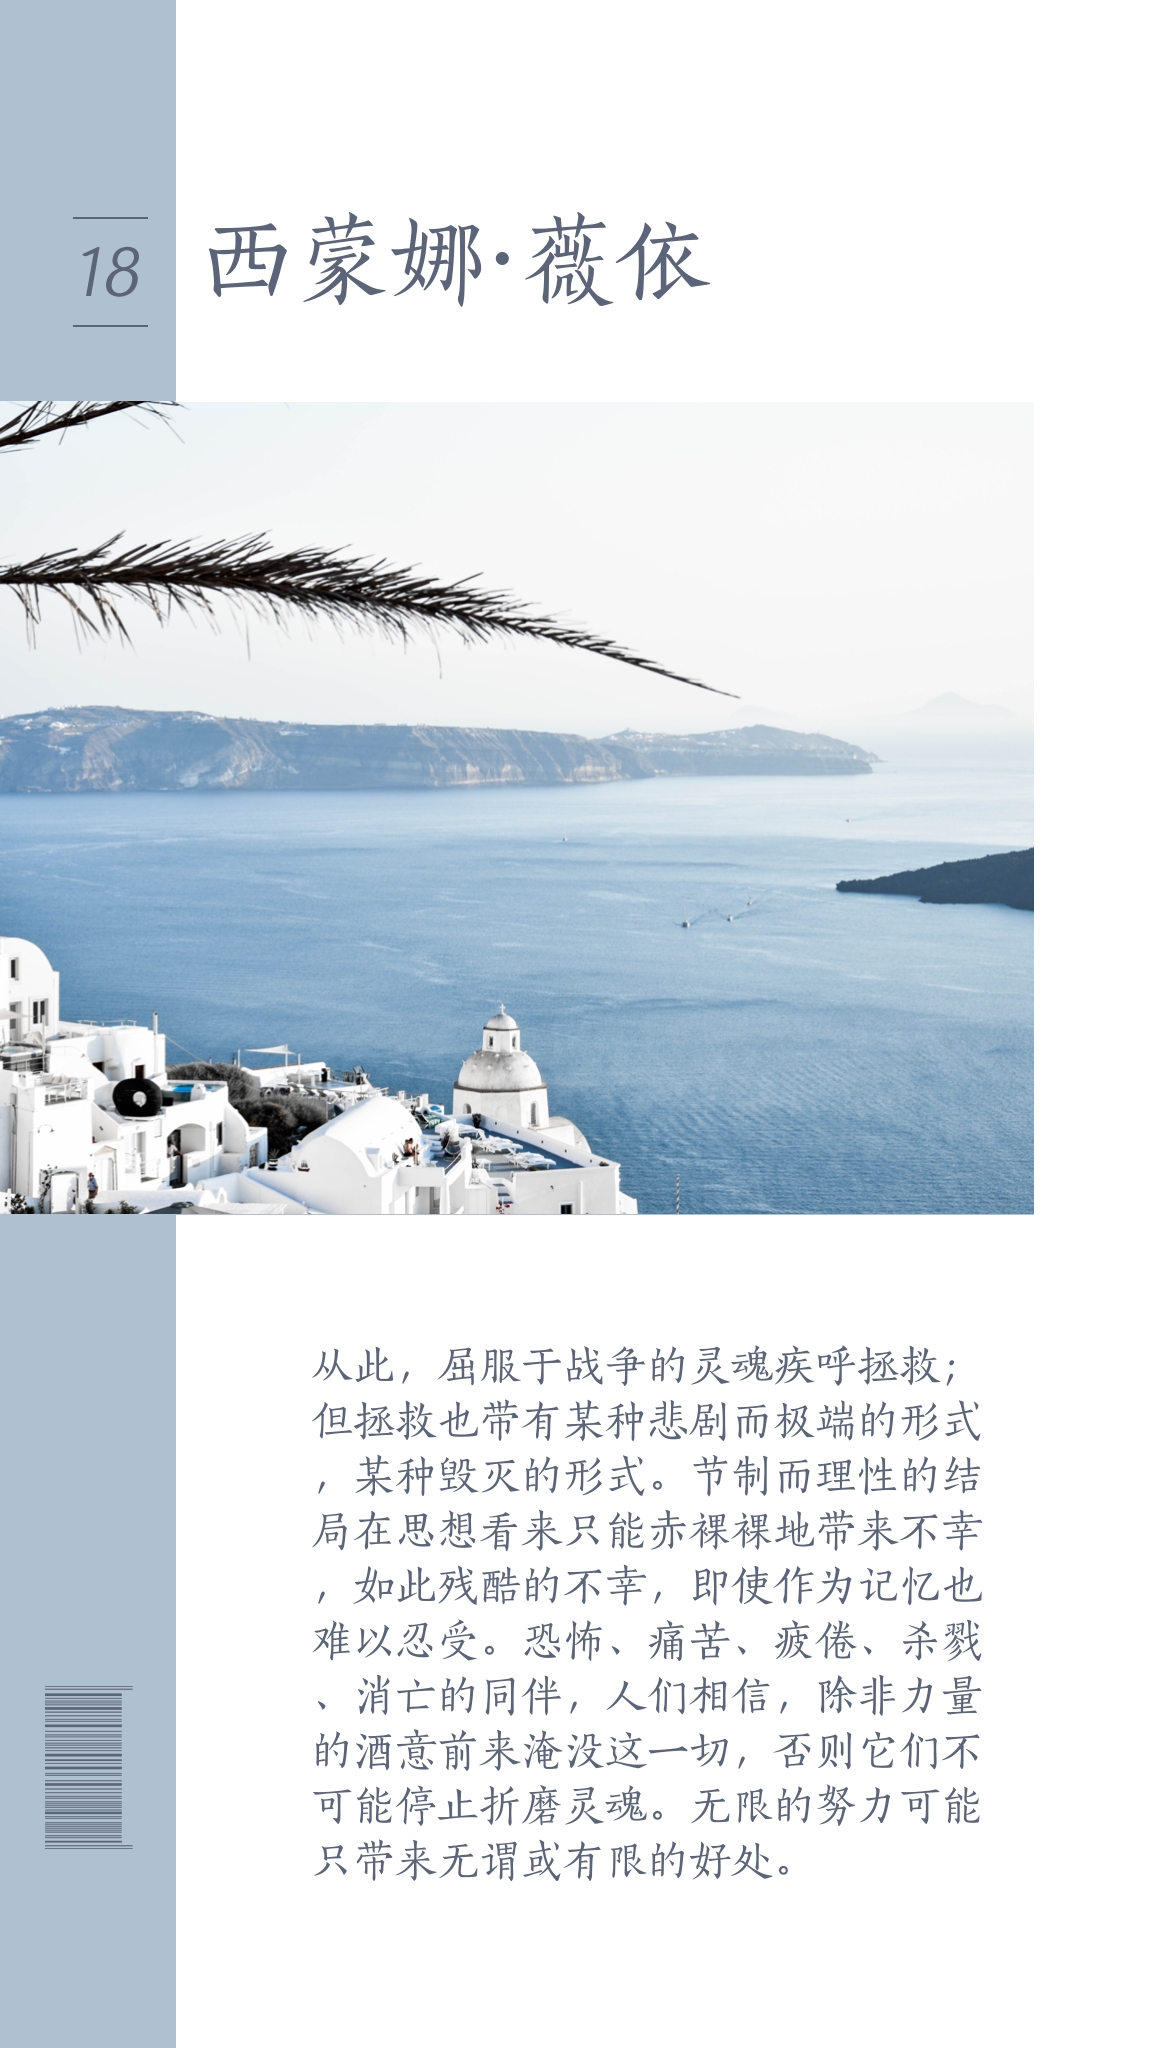 18
西蒙娜·薇依
从此，屈服于战争的灵魂疾呼拯救；
但拯救也带有某种悲剧而极端的形式
，某种毁灭的形式。节制而理性的结
局在思想看来只能赤裸裸地带来不幸
，如此残酷的不幸，即使作为记忆也
难以忍受。恐怖、痛苦、疲倦、杀戮
、消亡的同伴，人们相信，除非力量
的酒意前来淹没这一切，否则它们不
可能停止折磨灵魂。无限的努力可能
只带来无谓或有限的好处。